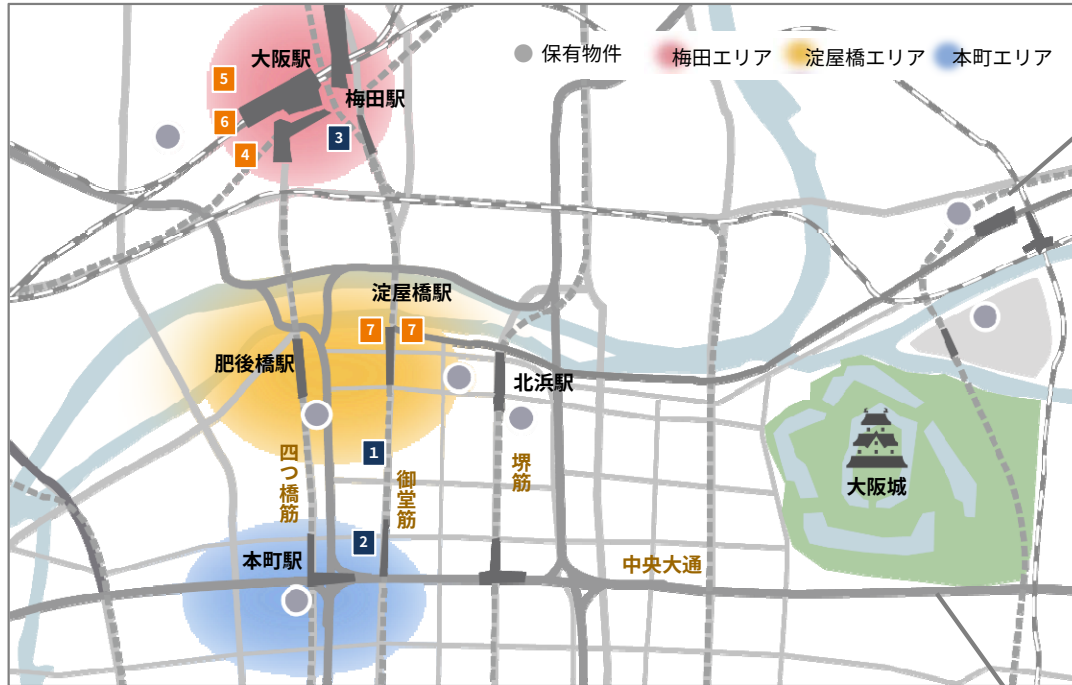 保有物件
梅田エリア
淀屋橋エリア
本町エリア
大阪駅
5
梅田駅
6
3
4
淀屋橋駅
7
7
肥後橋駅
北浜駅
四つ橋筋
1
御堂筋
堺筋
大阪城
2
本町駅
中央大通